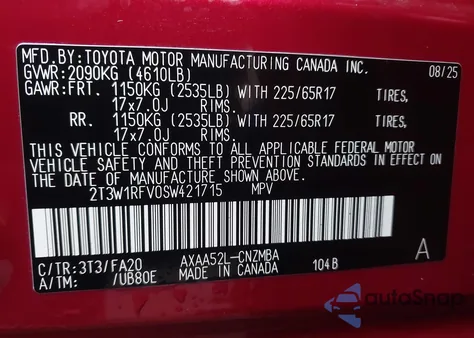 MFD.BY:TOYOTA MOTOR MANUFACTURING CANADA INC. 08/25
GVWR:2090KG (4610LB)
GAWR:FRT. 1150KG (2535LB) WITH 225/65R17 TIRES,
17x7.0J RIMS.
RR. 1150KG (2535LB) WITH 225/65R17 TIRES,
17x7.0J RIMS.
THIS VEHICLE CONFORMS TO ALL APPLICABLE FEDERAL MOTOR
VEHICLE SAFETY AND THEFT PREVENTION STANDARDS IN EFFECT ON
THE DATE OF MANUFACTURE SHOWN ABOVE.
2T3W1RFV0SW421715 MPV
C/TR:3T3/FA20 AXAA52L-CNZMBA A
A/TM: /UB80E MADE IN CANADA 104B
autoSnap